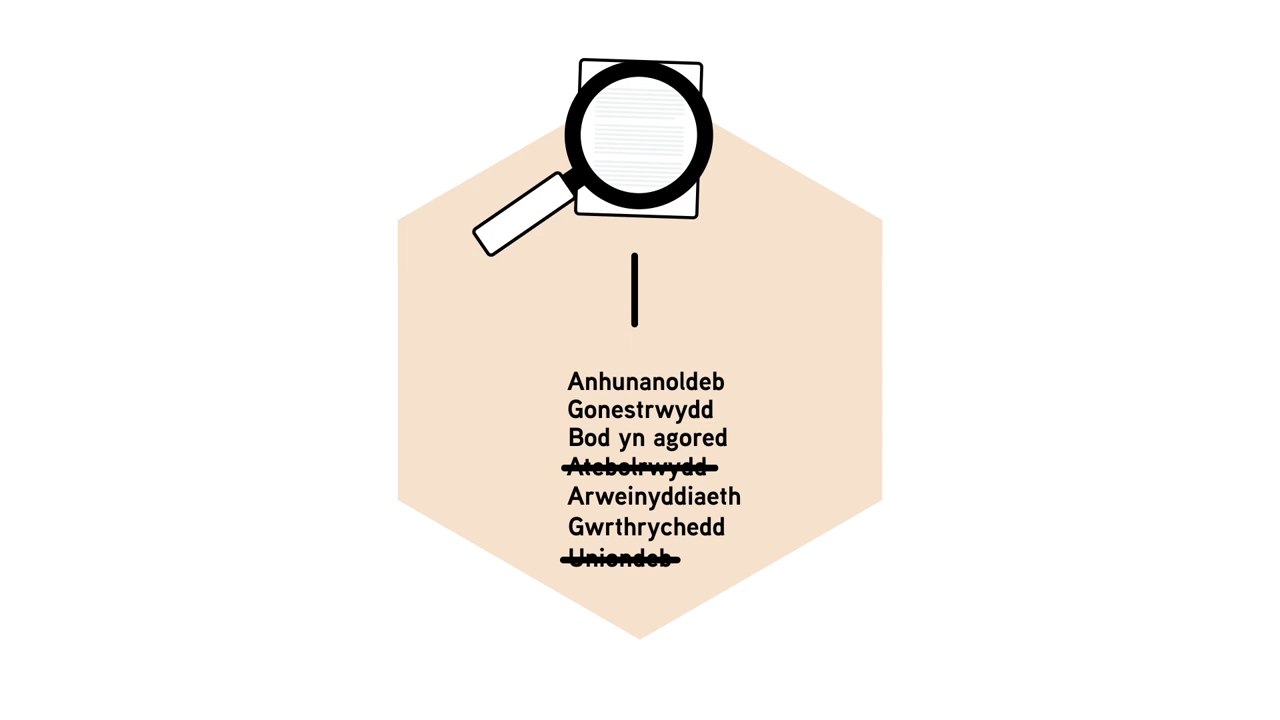 Anhunanoldeb
Gonestrwydd
Bod yn agored
Atebolrwydd
Arweinyddiaeth
Gwrthrychedd
Uniondeb